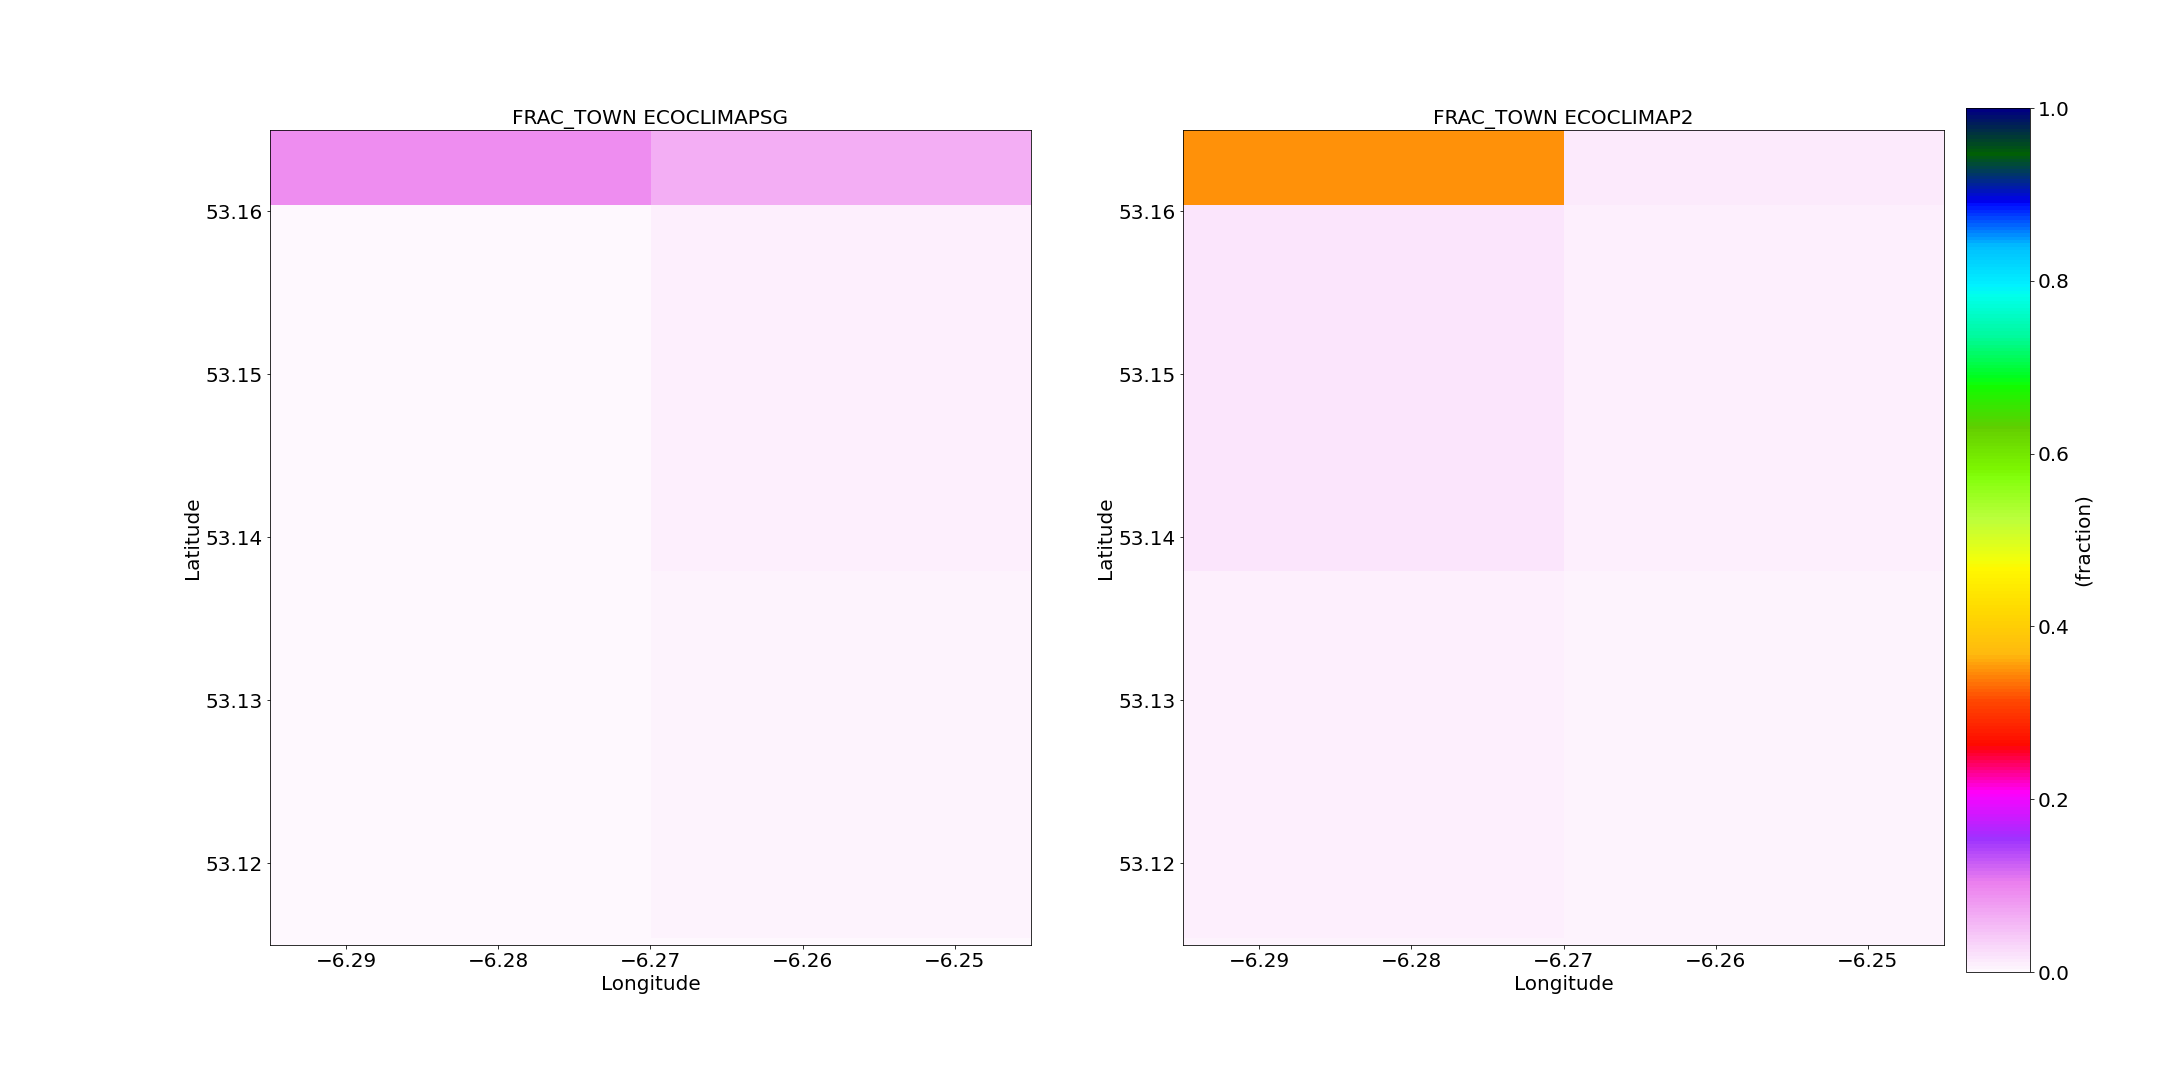 FRAC_TOWN ECOCLIMAPSG
53.16
53.15
53.14
53.13
53.12
Latitude
−6.29 −6.28 −6.27 −6.26 −6.25
Longitude
FRAC_TOWN ECOCLIMAP2
53.16
53.15
53.14
53.13
53.12
Latitude
−6.29 −6.28 −6.27 −6.26 −6.25
Longitude
1.0
0.8
0.6
0.4
0.2
0.0
(fraction)